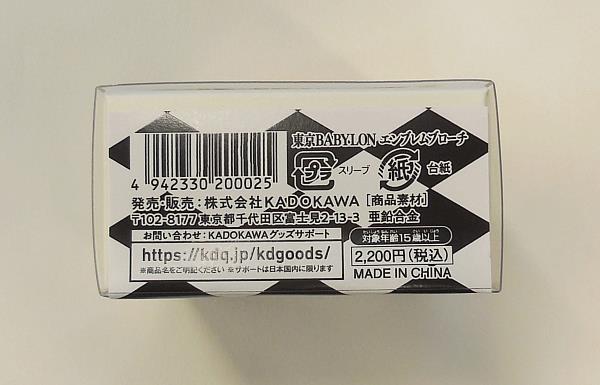 東京BABYLON エンブレムブローチ
プラ スリーブ 紙 台紙
4 942330 200025
発売・販売：株式会社KADOKAWA [商品素材]
〒102-8177 東京都千代田区富士見2-13-3 亜鉛合金
お問い合わせ：KADOKAWAグッズサポート
https://kdq.jp/kdgoods/
※商品名をご明記ください ※サポートは日本国内に限ります
対象年齢15歳以上
2,200円(税込)
MADE IN CHINA